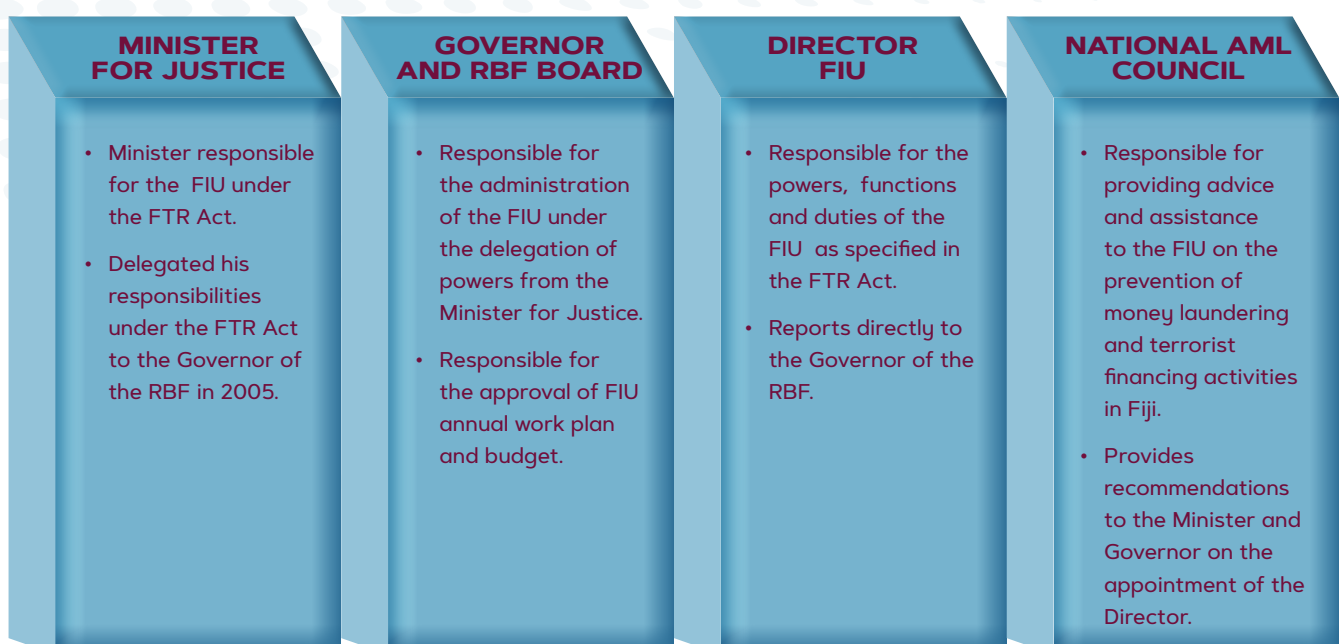 MINISTER
FOR JUSTICE
• Minister responsible
for the FIU under
the FTR Act.
• Delegated his
responsibilities
under the FTR Act
to the Governor of
the RBF in 2005.
GOVERNOR
AND RBF BOARD
• Responsible for
the administration
of the FIU under
the delegation of
powers from the
Minister for Justice.
• Responsible for
the approval of FIU
annual work plan
and budget.
DIRECTOR
FIU
• Responsible for the
powers, functions
and duties of the
FIU as specified in
the FTR Act.
• Reports directly to
the Governor of the
RBF.
NATIONAL AML
COUNCIL
• Responsible for
providing advice
and assistance
to the FIU on the
prevention of
money laundering
and terrorist
financing activities
in Fiji.
• Provides
recommendations
to the Minister and
Governor on the
appointment of the
Director.